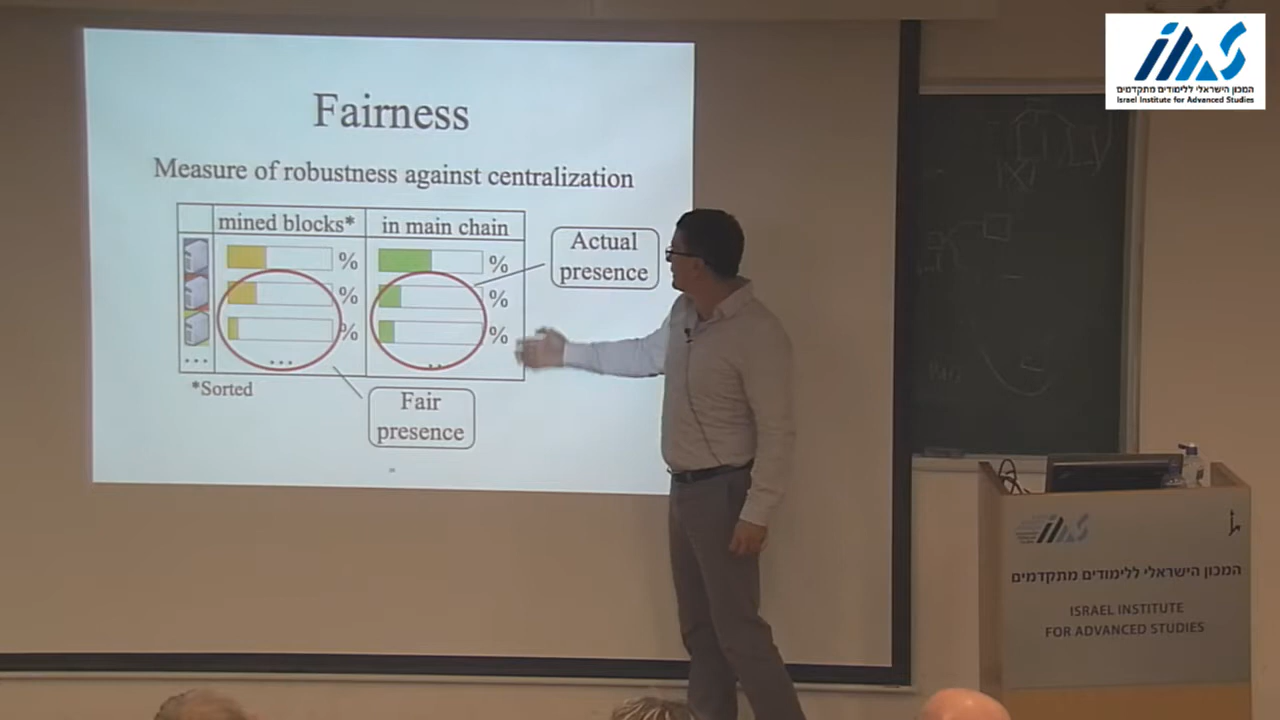 Fairness
Measure of robustness against centralization
mined blocks*
in main chain
%
%
%
%
%
%
...
...
..
*Sorted
Actual
presence
Fair
presence
המכון הישראלי ללימודים מתקדמים
Israel Institute for Advanced Studies
המכון הישראלי ללימודים מתקדמים
ISRAEL INSTITUTE
FOR ADVANCED STUDIES